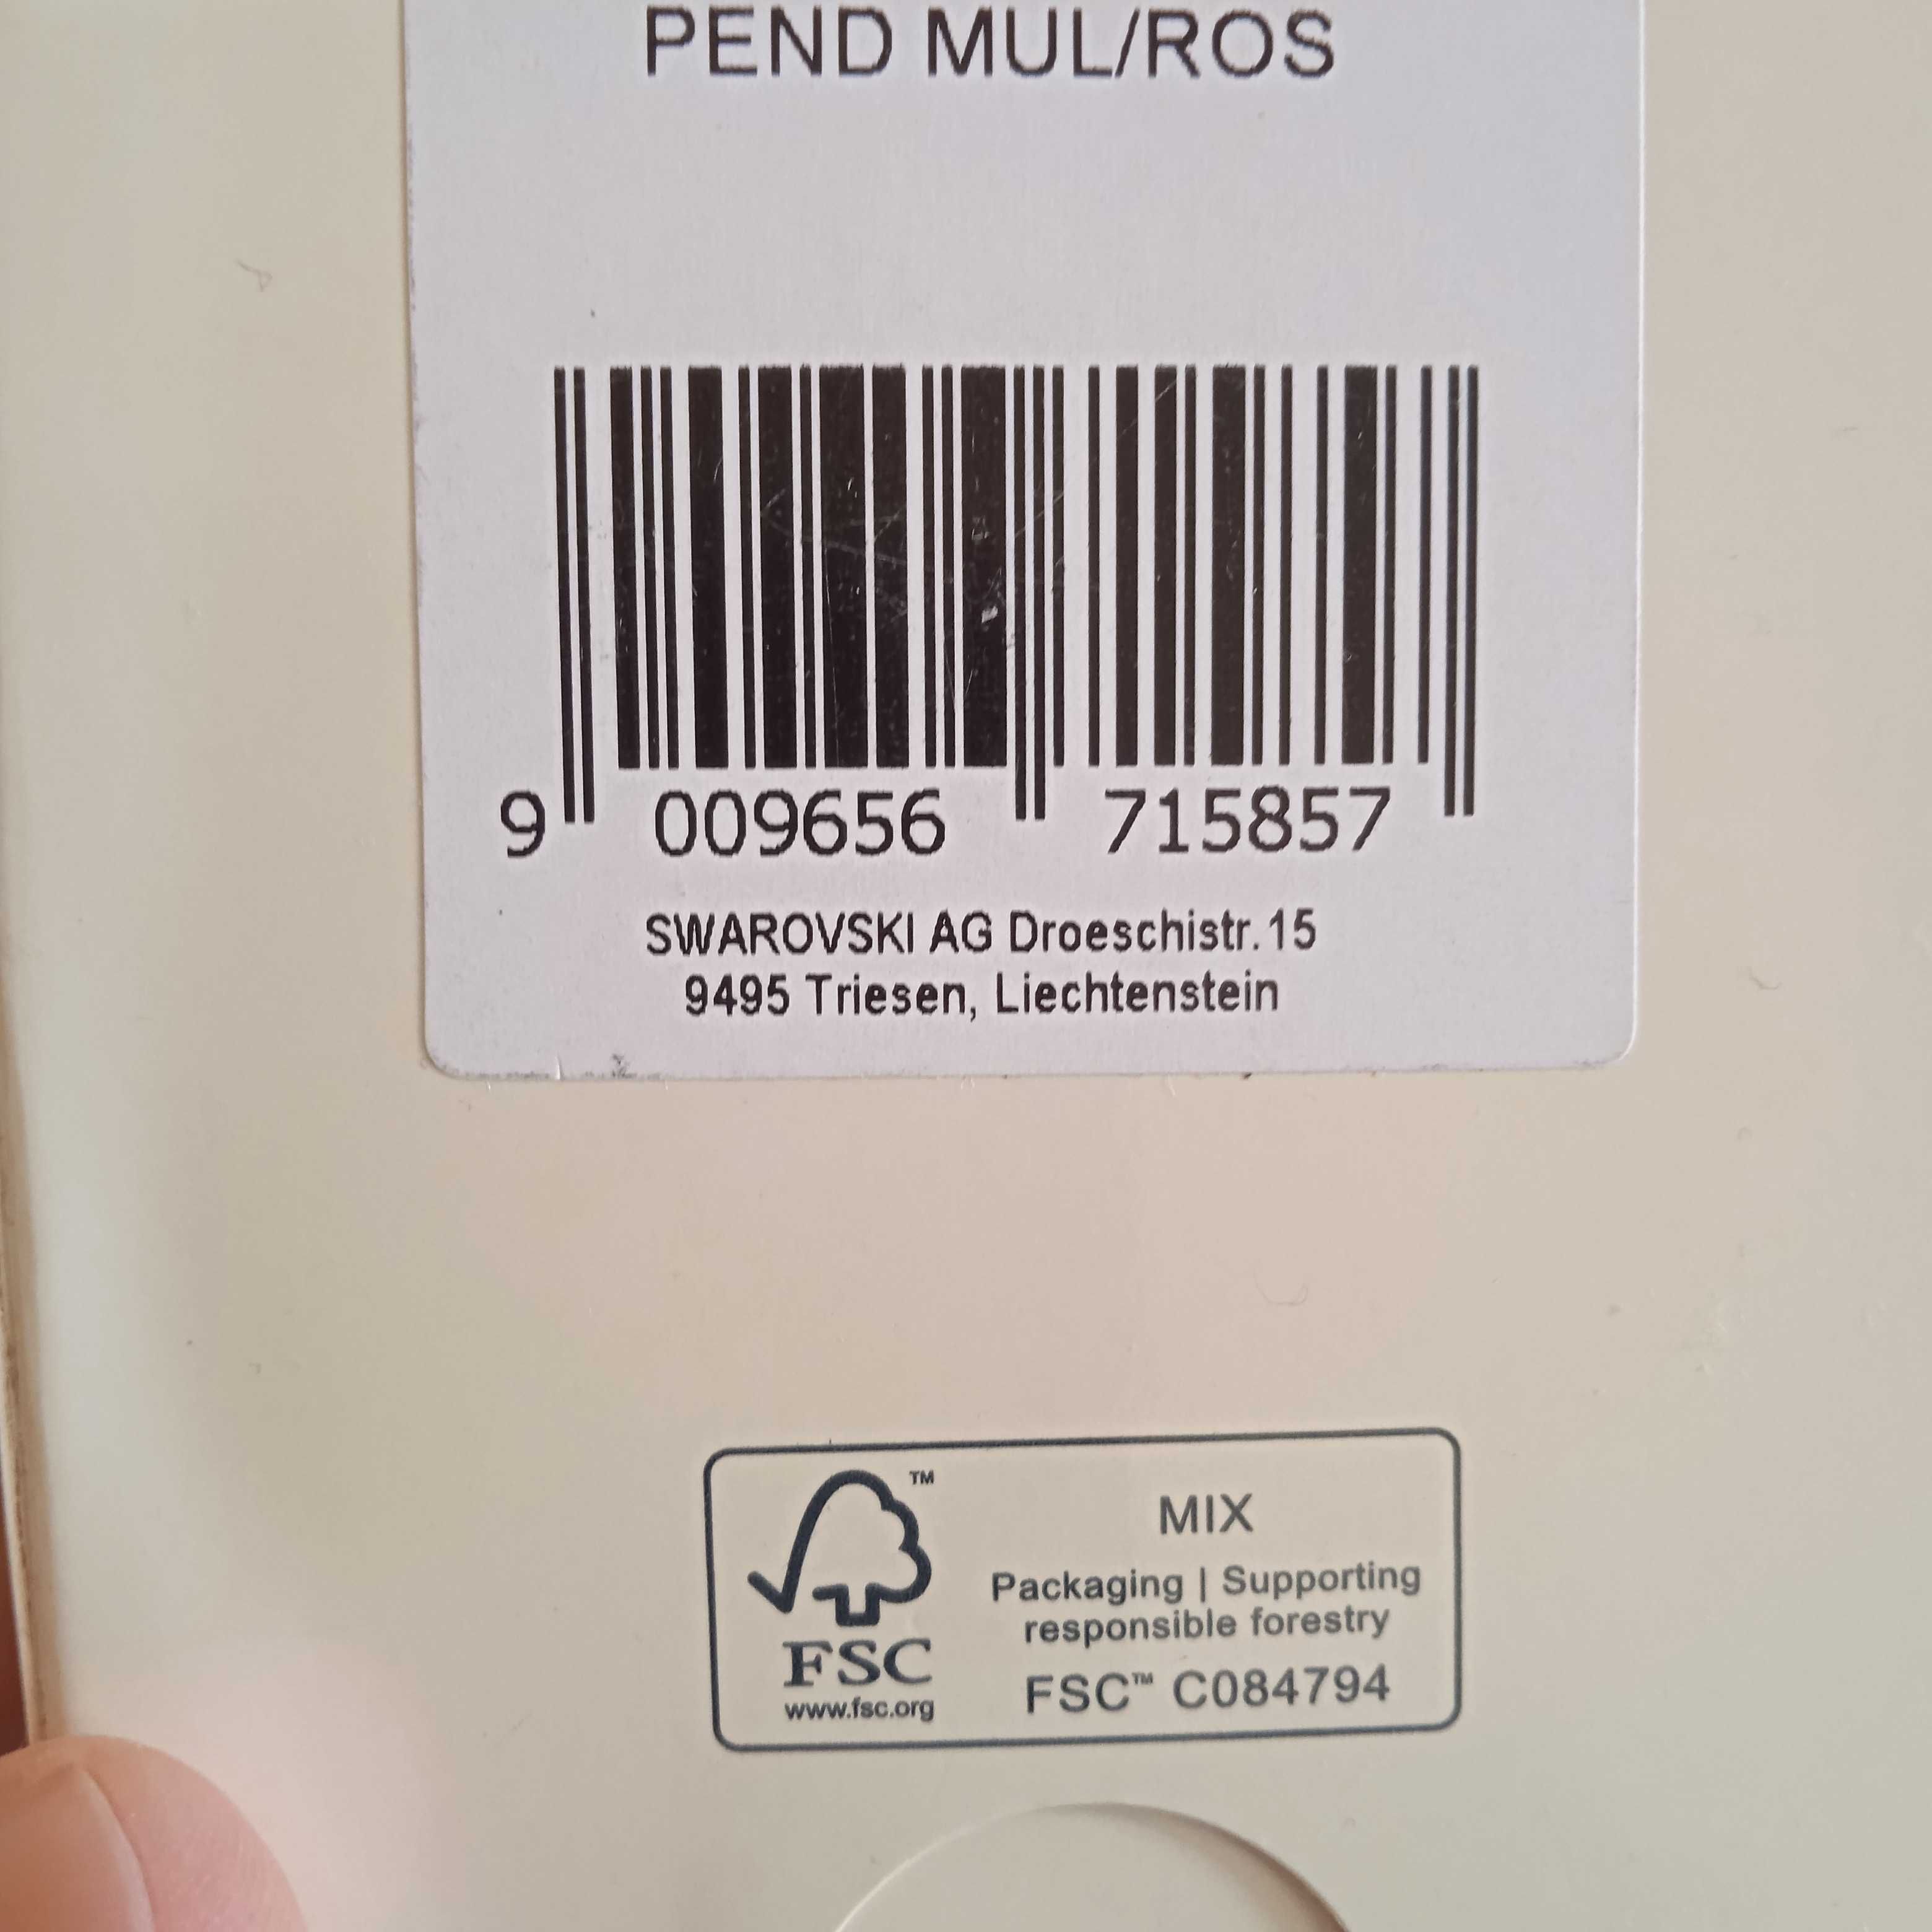 PEND MUL/ROS
9 009656 715857
SWAROVSKI AG Droeschistr.15
9495 Triesen, Liechtenstein
™
FSC
www.fsc.org
MIX
Packaging | Supporting
responsible forestry
FSC™ C084794